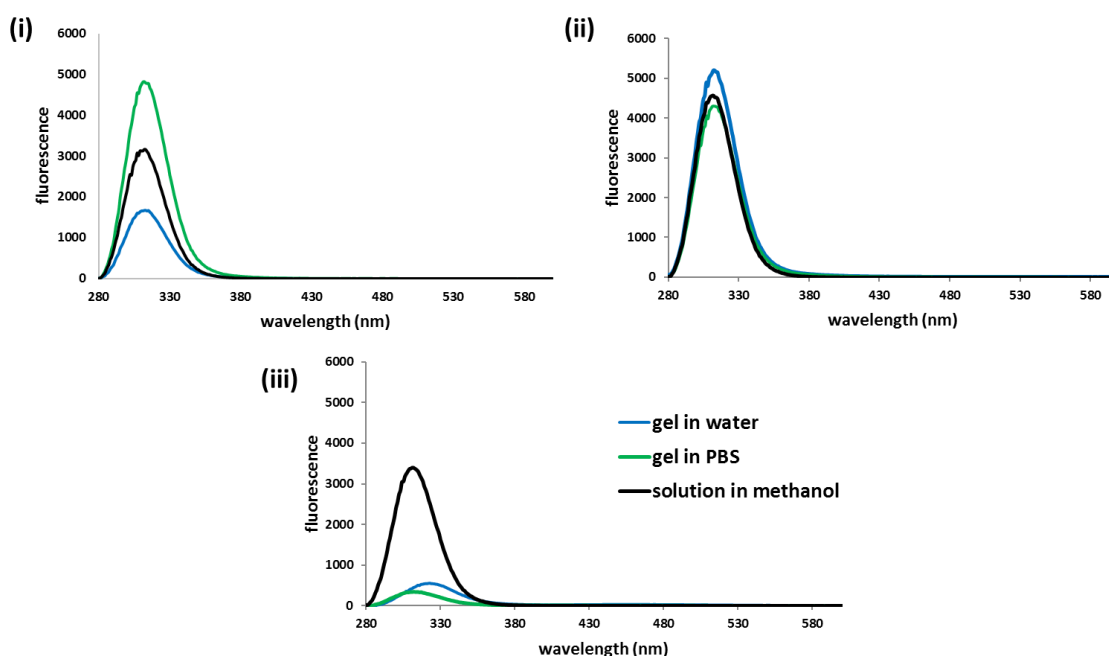 (i)
fluorescence
6000
5000
4000
3000
2000
1000
0
280 330 380 430 480 530 580
wavelength (nm)
(ii)
fluorescence
6000
5000
4000
3000
2000
1000
0
280 330 380 430 480 530 580
wavelength (nm)
(iii)
fluorescence
6000
5000
4000
3000
2000
1000
0
280 330 380 430 480 530 580
wavelength (nm)
gel in water
gel in PBS
solution in methanol